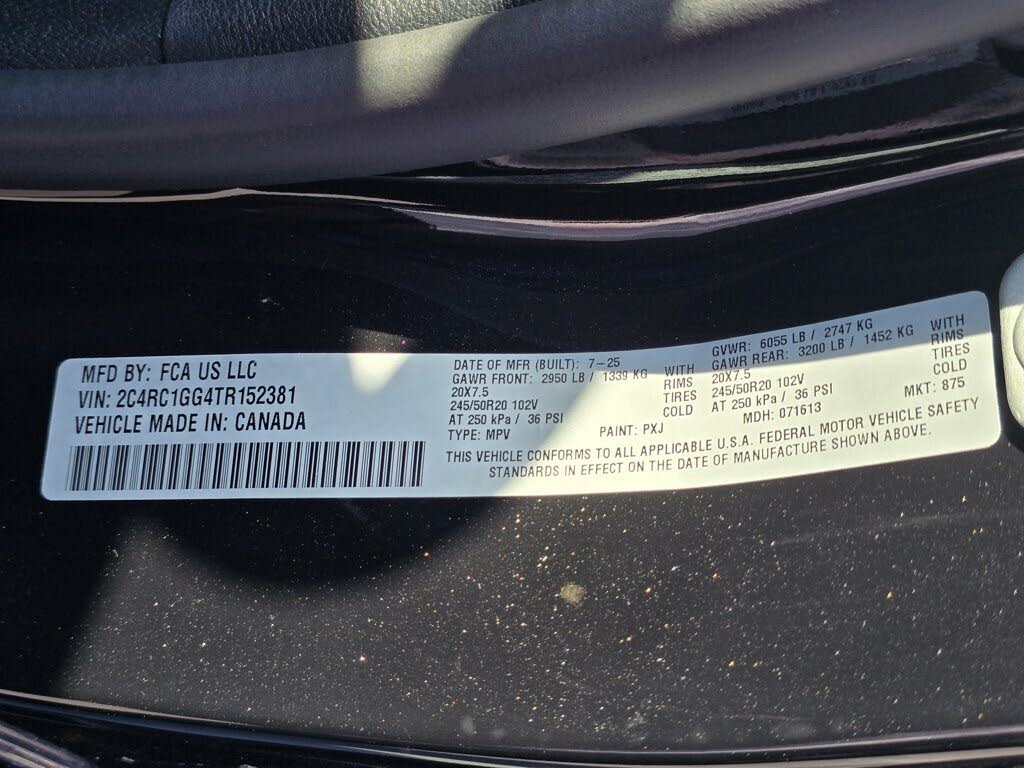 MFD BY: FCA US LLC
VIN: 2C4RC1GG4TR152381
VEHICLE MADE IN: CANADA
DATE OF MFR (BUILT): 7-25
GAWR FRONT: 2950 LB / 1339 KG WITH
20X7.5 RIMS
245/50R20 102V TIRES
AT 250 kPa / 36 PSI COLD
TYPE: MPV PAINT: PXJ
GVWR: 6055 LB / 2747 KG
GAWR REAR: 3200 LB / 1452 KG WITH
20X7.5 RIMS
245/50R20 102V TIRES
AT 250 kPa / 36 PSI COLD
MDH: 071613 MKT: 875
THIS VEHICLE CONFORMS TO ALL APPLICABLE U.S.A. FEDERAL MOTOR VEHICLE SAFETY
STANDARDS IN EFFECT ON THE DATE OF MANUFACTURE SHOWN ABOVE.